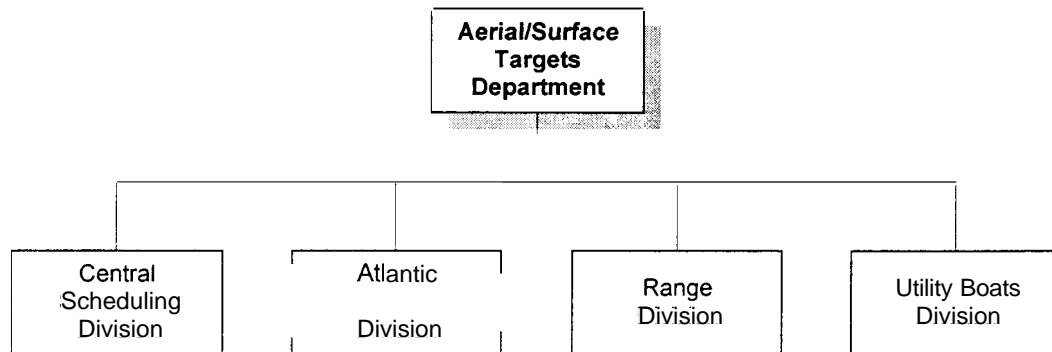 Aerial/Surface
Targets
Department
Central
Scheduling
Division
Atlantic
Division
Range
Division
Utility Boats
Division